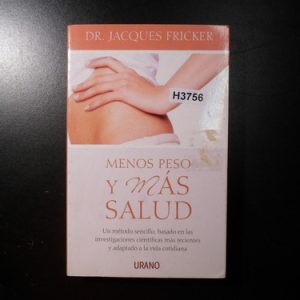 DR. JACQUES FRICKER
H3756
MENOS PESO
Y MÁS
SALUD
Un método sencillo, basado en las
investigaciones científicas más recientes
y adaptado a la vida cotidiana
URANO